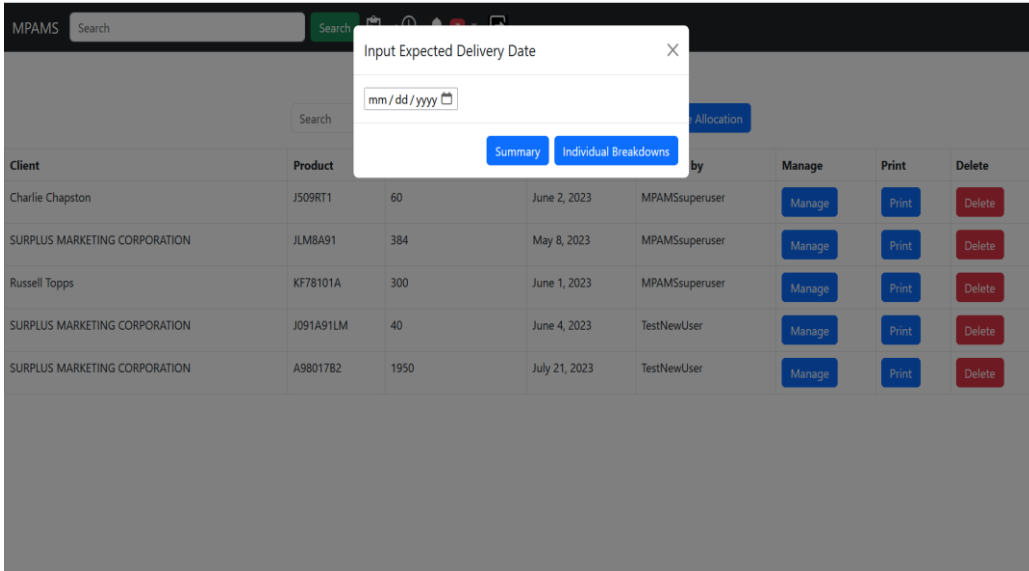 MPAMS Search Search
Input Expected Delivery Date
mm/dd/yyyy
Search Allocation
Summary Individual Breakdowns
Client Product by Manage Print Delete
Charlie Chapston J509RT1 60 June 2, 2023 MPAMSsuperuser Manage Print Delete
SURPLUS MARKETING CORPORATION JLM8A91 384 May 8, 2023 MPAMSsuperuser Manage Print Delete
Russell Topps KF78101A 300 June 1, 2023 MPAMSsuperuser Manage Print Delete
SURPLUS MARKETING CORPORATION J091A91LM 40 June 4, 2023 TestNewUser Manage Print Delete
SURPLUS MARKETING CORPORATION A98017B2 1950 July 21, 2023 TestNewUser Manage Print Delete